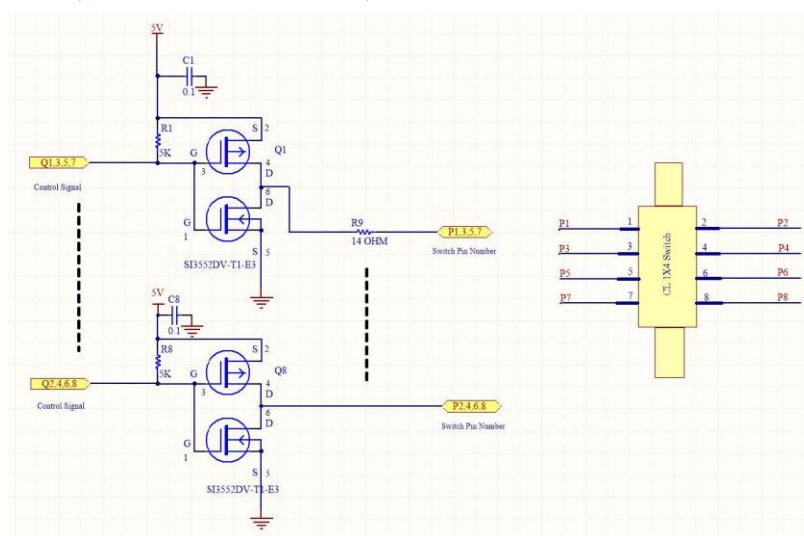 5V
C1
0.1
R1
5K
S 2
Q1,3,5,7
G
3
Q1
4
D
Control Signal
6
D
G
1
S 5
SI3552DV-T1-E3
R9
14 OHM
P1,3,5,7
Switch Pin Number
P1 1 2 P2
P3 3 4 P4
P5 5 6 P6
P7 7 8 P8
CL 1X4 Switch
5V
C8
0.1
R8
5K
S 2
Q2,4,6,8
G
3
Q8
4
D
Control Signal
6
D
P2,4,6,8
Switch Pin Number
G
1
S 5
SI3552DV-T1-E3